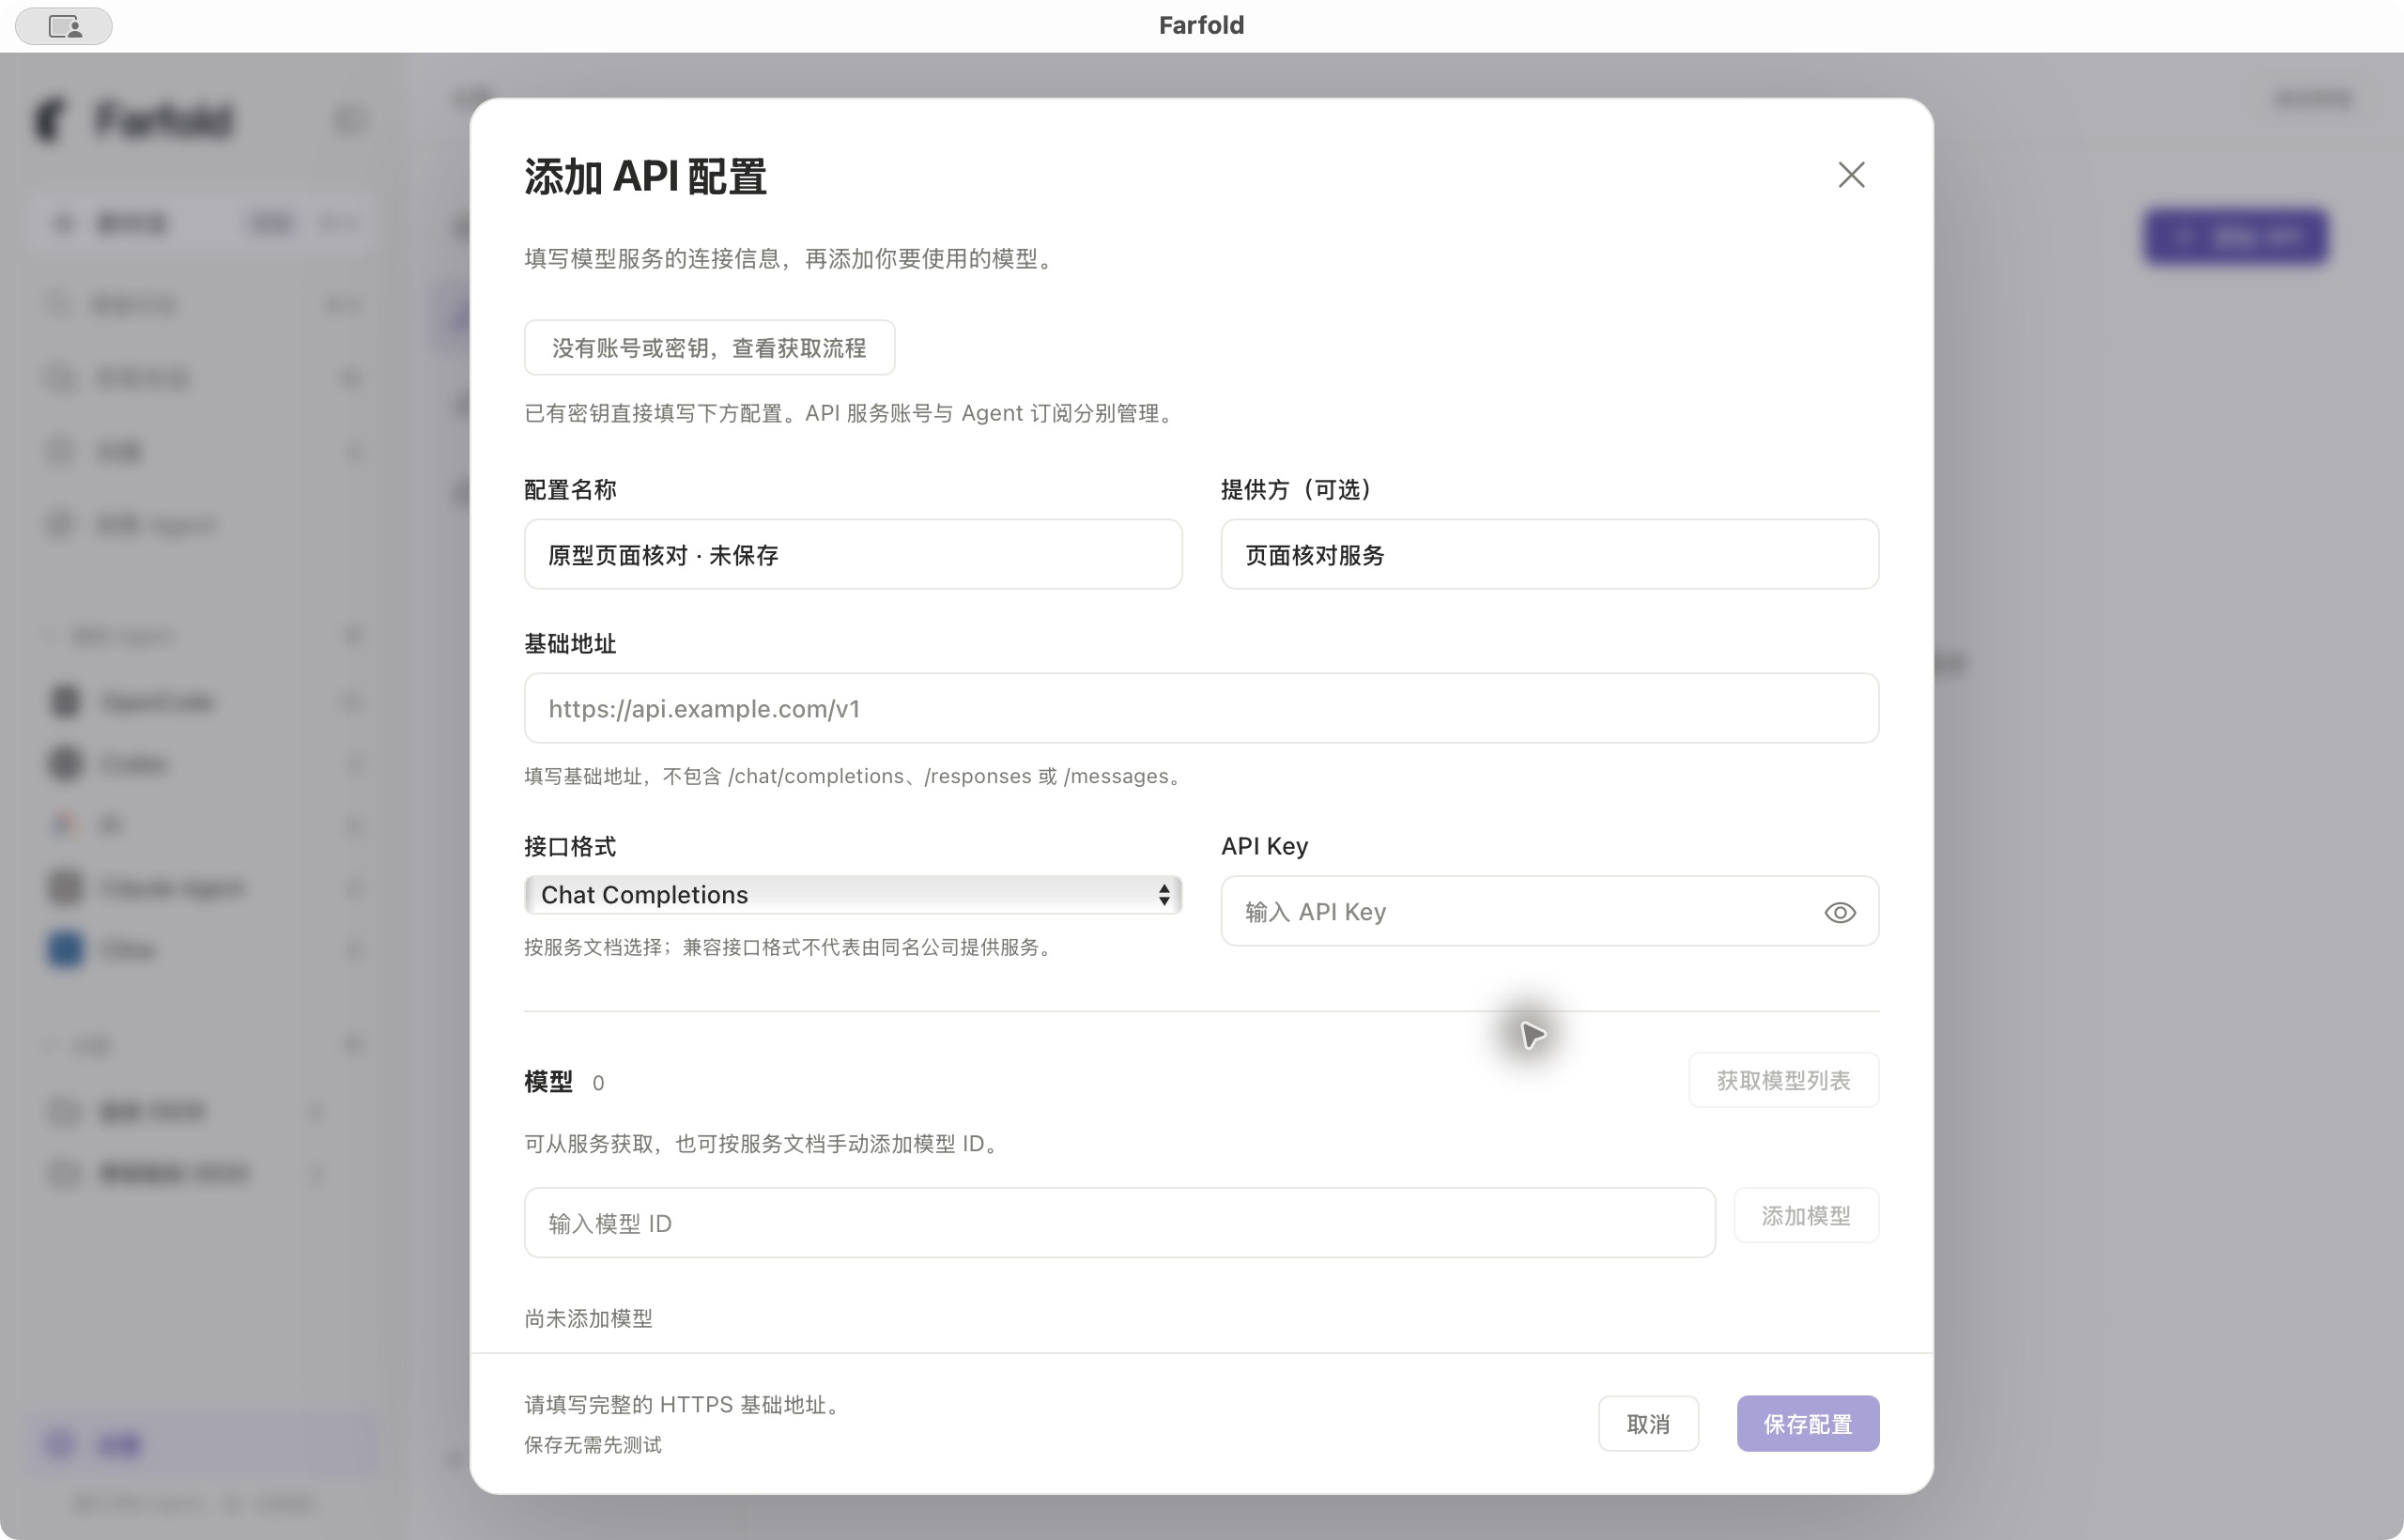 Farfold
Farfold
添加 API 配置
填写模型服务的连接信息，再添加你要使用的模型。
没有账号或密钥，查看获取流程
已有密钥直接填写下方配置。API 服务账号与 Agent 订阅分别管理。
配置名称
提供方（可选）
原型页面核对 · 未保存
页面核对服务
基础地址
https://api.example.com/v1
填写基础地址，不包含 /chat/completions、/responses 或 /messages。
接口格式
API Key
Chat Completions
输入 API Key
按服务文档选择；兼容接口格式不代表由同名公司提供服务。
模型 0
获取模型列表
可从服务获取，也可按服务文档手动添加模型 ID。
输入模型 ID
添加模型
尚未添加模型
请填写完整的 HTTPS 基础地址。
保存无需先测试
取消
保存配置
OpenCode
Codex
Claude Agent